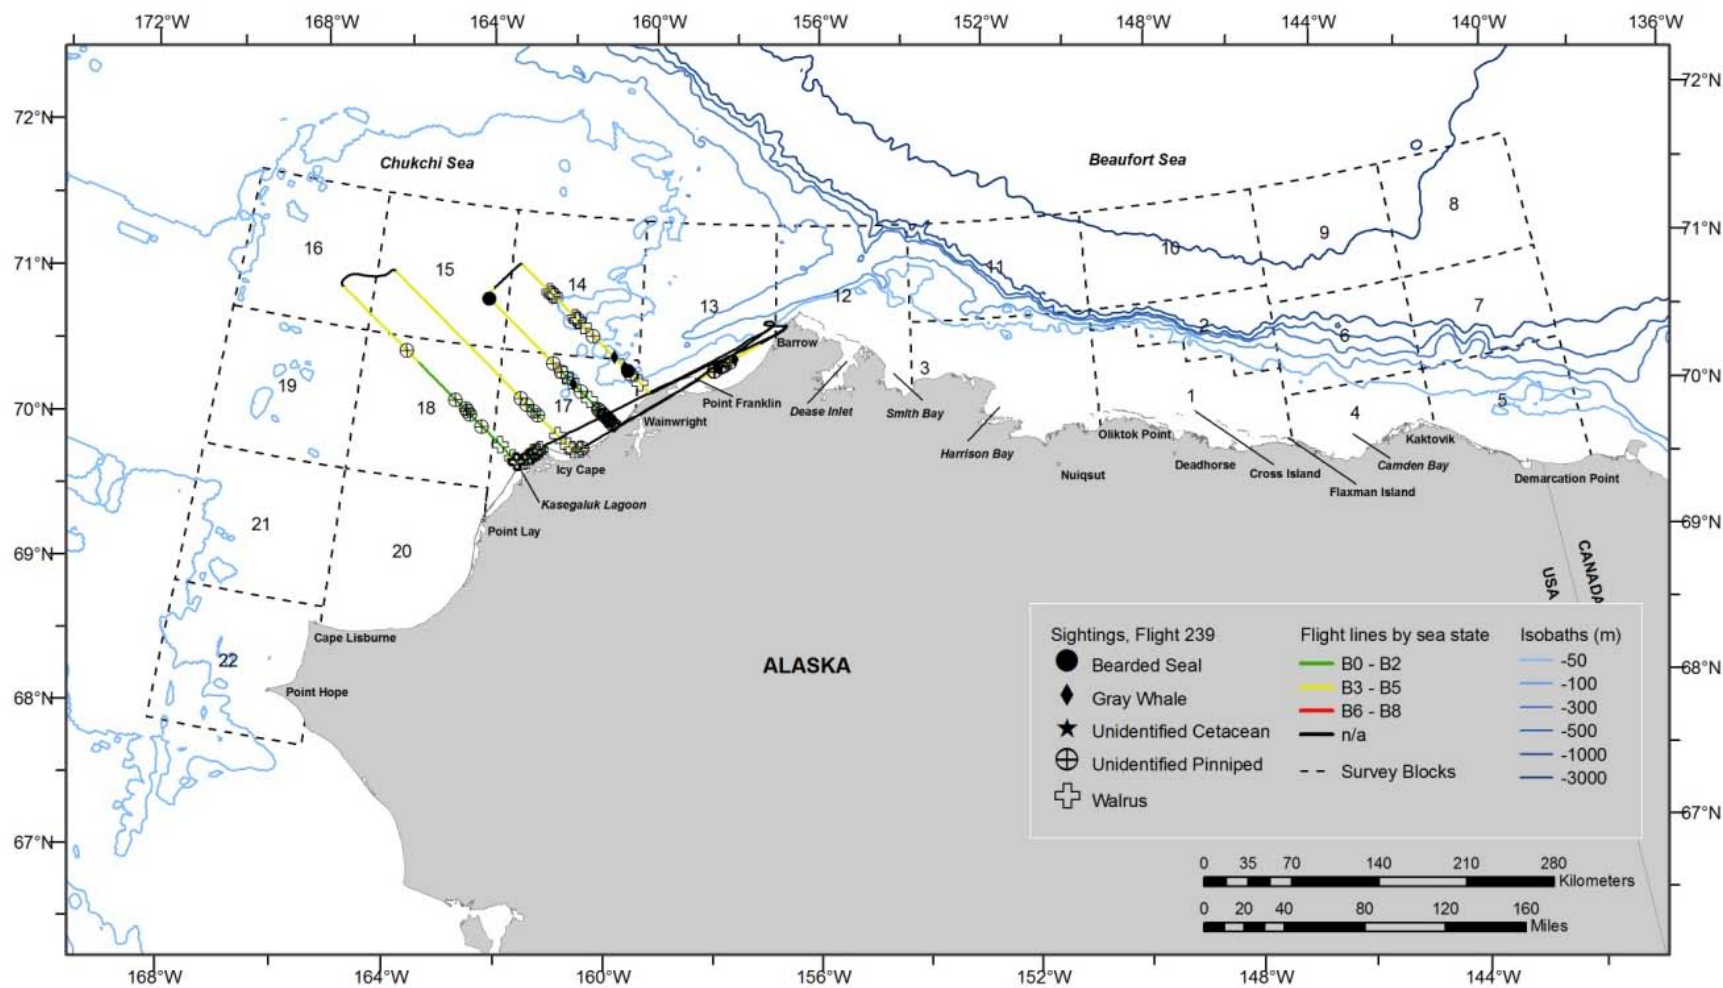 172°W 168°W 164°W 160°W 156°W 152°W 148°W 144°W 140°W 136°W
72°N 72°N
Chukchi Sea Beaufort Sea
8
9
16 10
71°N 71°N
15 14 11
13 12 7
2 6
Barrow
70°N 70°N
19 3
18 17 Point Franklin Dease Inlet Smith Bay 1 4 5
Wainwright
Harrison Bay Oliktok Point Kaktovik
Icy Cape Nuiqsut Deadhorse Cross Island Camden Bay
Flaxman Island Demarcation Point
Kasegaluk Lagoon
21 Point Lay
69°N 69°N
20
USA CANADA
Cape Lisburne
22
68°N 68°N
Point Hope
ALASKA
67°N 67°N
Sightings, Flight 239
Bearded Seal
Gray Whale
Unidentified Cetacean
Unidentified Pinniped
Walrus
Flight lines by sea state
B0 - B2
B3 - B5
B6 - B8
n/a
Survey Blocks
Isobaths (m)
-50
-100
-300
-500
-1000
-3000
0 35 70 140 210 280
Kilometers
0 20 40 80 120 160
Miles
168°W 164°W 160°W 156°W 152°W 148°W 144°W